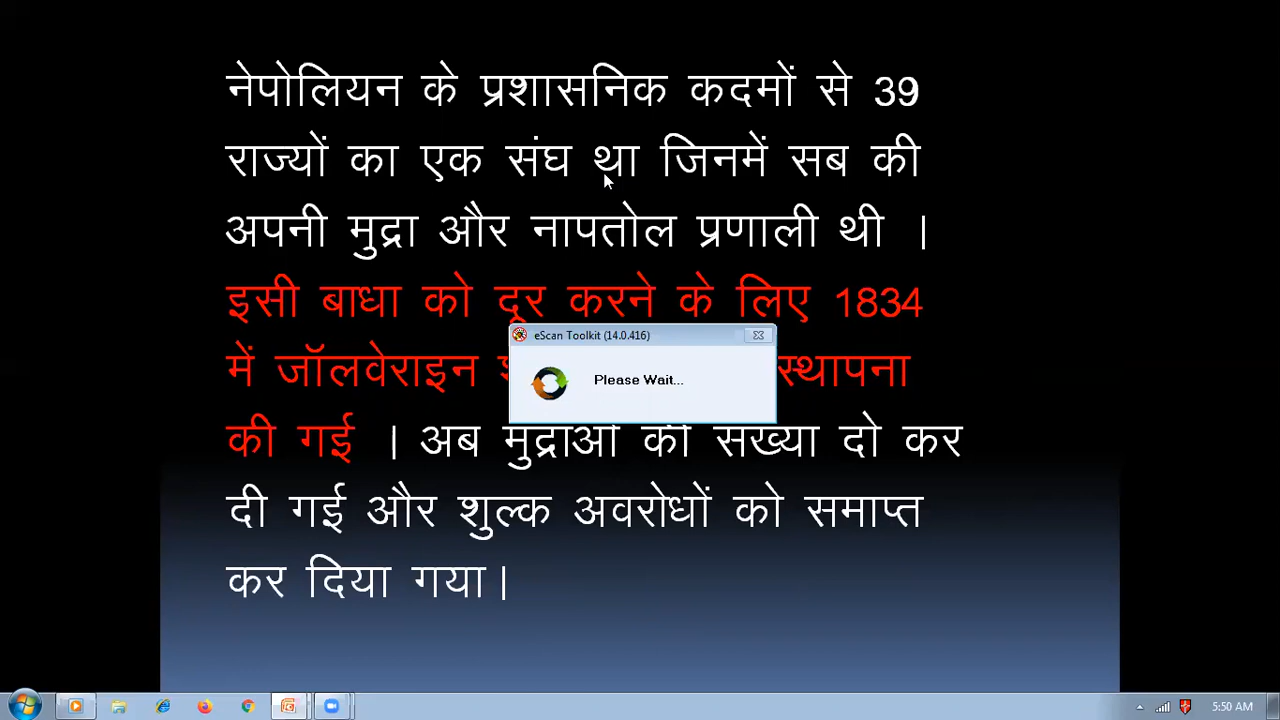 नेपोलियन के प्रशासनिक कदमों से 39
राज्यों का एक संघ था जिनमें सब की
अपनी मुद्रा और नापतोल प्रणाली थी ।
इसी बाधा को दूर करने के लिए 1834
eScan Toolkit (14.0.416)
में जॉलवेराइन स्थापना
Please Wait...
की गई । अब मुद्राओं की संख्या दो कर
दी गई और शुल्क अवरोधों को समाप्त
कर दिया गया।
5:50 AM